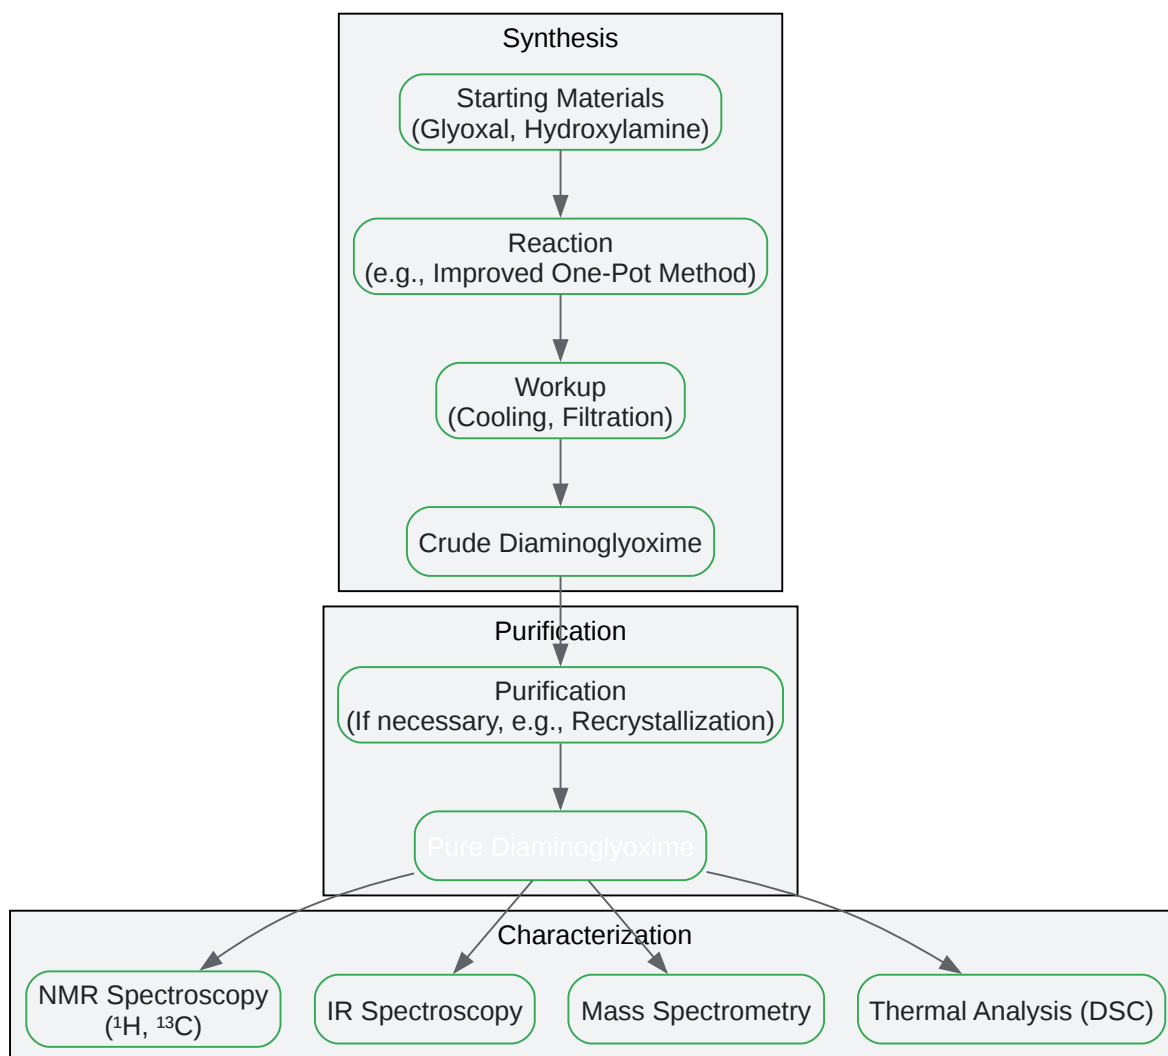 Synthesis
Starting Materials
(Glyoxal, Hydroxylamine)
Reaction
(e.g., Improved One-Pot Method)
Workup
(Cooling, Filtration)
Crude Diaminoglyoxime
Purification
Purification
(If necessary, e.g., Recrystallization)
Pure Diaminoglyoxime
Characterization
NMR Spectroscopy
(¹H, ¹³C)
IR Spectroscopy
Mass Spectrometry
Thermal Analysis (DSC)